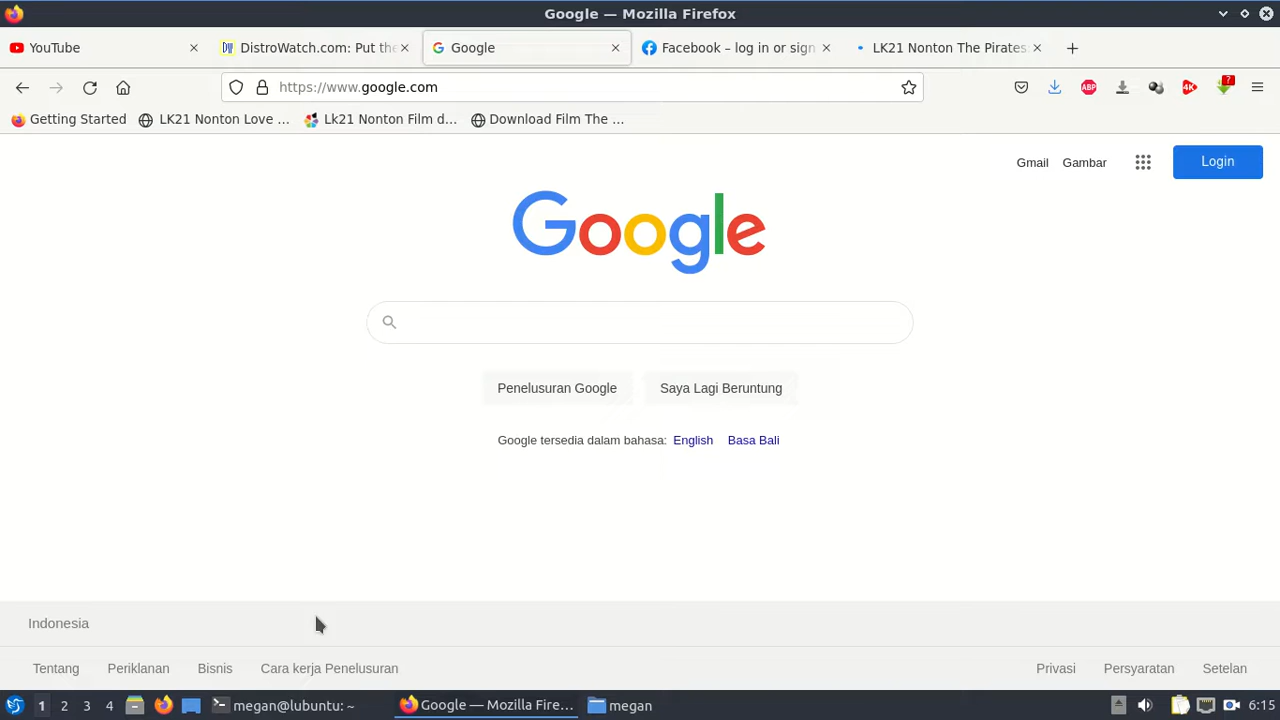 Google — Mozilla Firefox
YouTube
DW DistroWatch.com: Put the
Google
Facebook – log in or sign
LK21 Nonton The Pirates:
https://www.google.com
ABP
4K
?
Getting Started
LK21 Nonton Love ...
Lk21 Nonton Film d...
Download Film The ...
Gmail
Gambar
Login
Google
Penelusuran Google
Saya Lagi Beruntung
Google tersedia dalam bahasa: English Basa Bali
Indonesia
Tentang
Periklanan
Bisnis
Cara kerja Penelusuran
Privasi
Persyaratan
Setelan
1 2 3 4
megan@lubuntu: ~
Google — Mozilla Fire...
megan
6:15